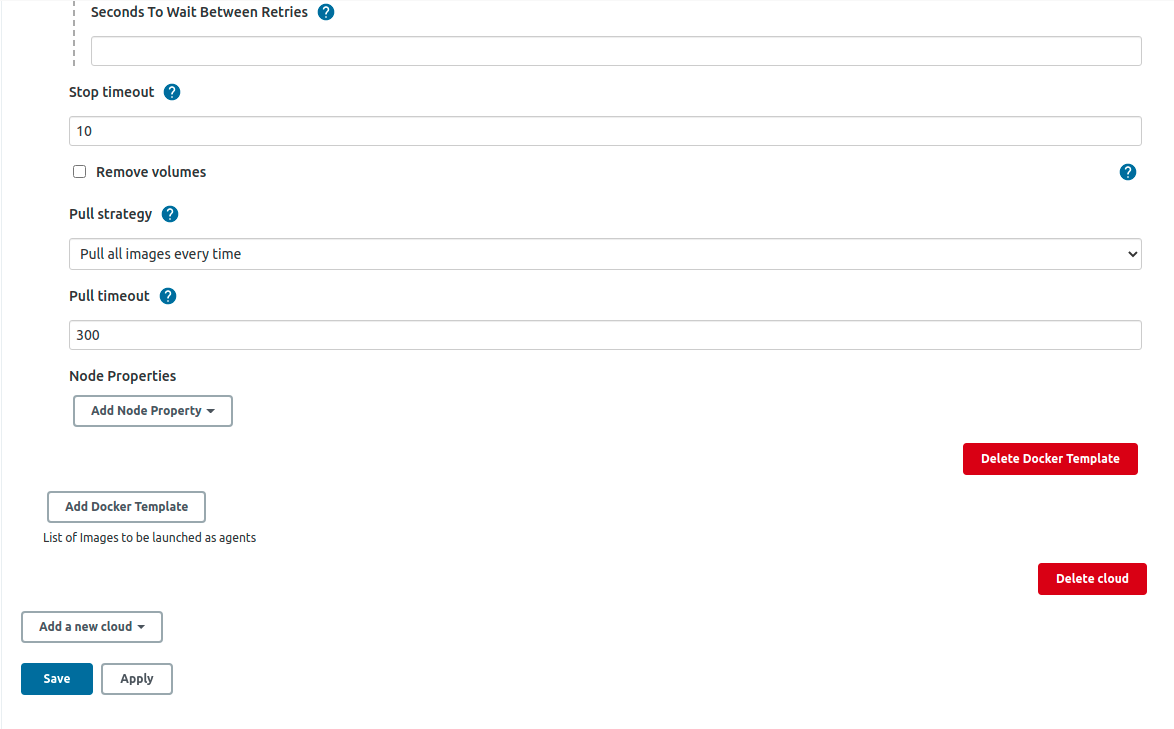 Seconds To Wait Between Retries ?
Stop timeout ?
10
Remove volumes ?
Pull strategy ?
Pull all images every time
Pull timeout ?
300
Node Properties
Add Node Property
Delete Docker Template
Add Docker Template
List of Images to be launched as agents
Delete cloud
Add a new cloud
Save Apply